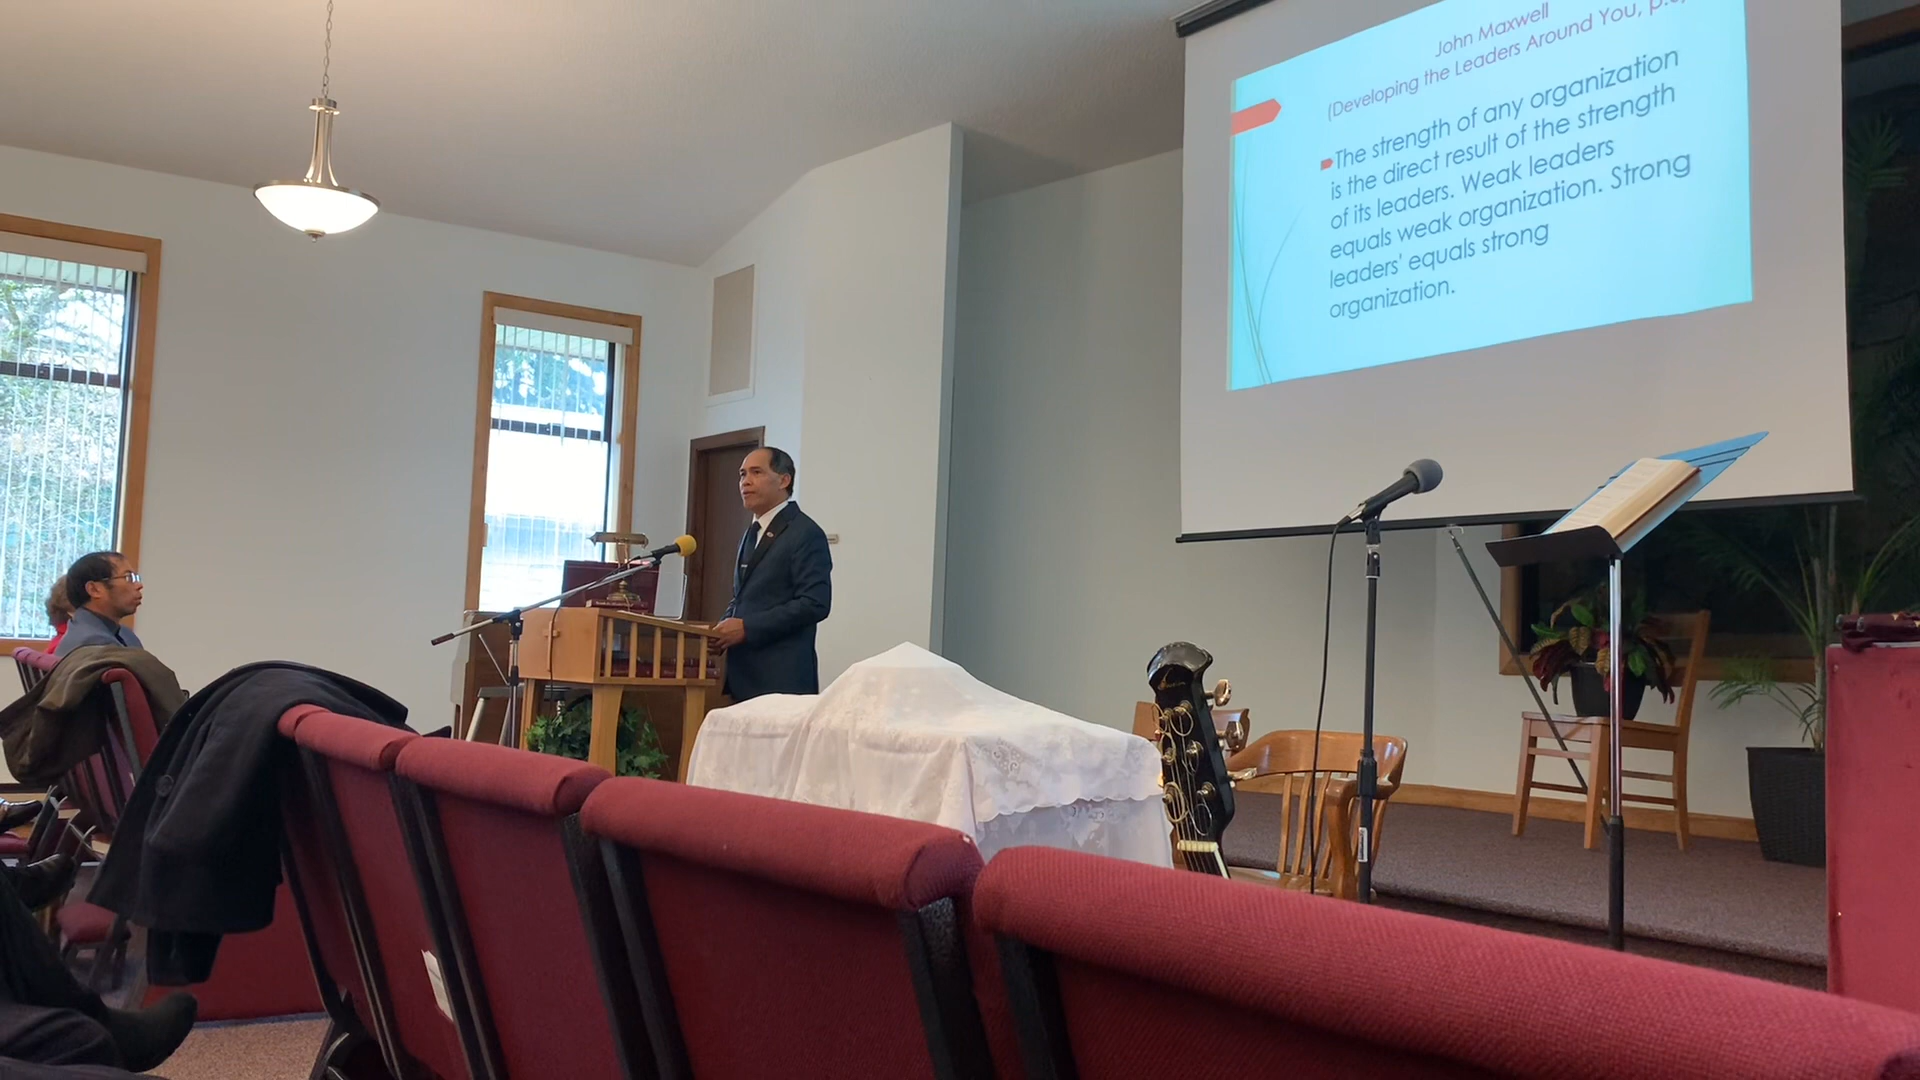 John Maxwell
(Developing the Leaders Around You,
The strength of any organization
is the direct result of the strength
of its leaders. Weak leaders
equals weak organization. Strong
leaders' equals strong
organization.